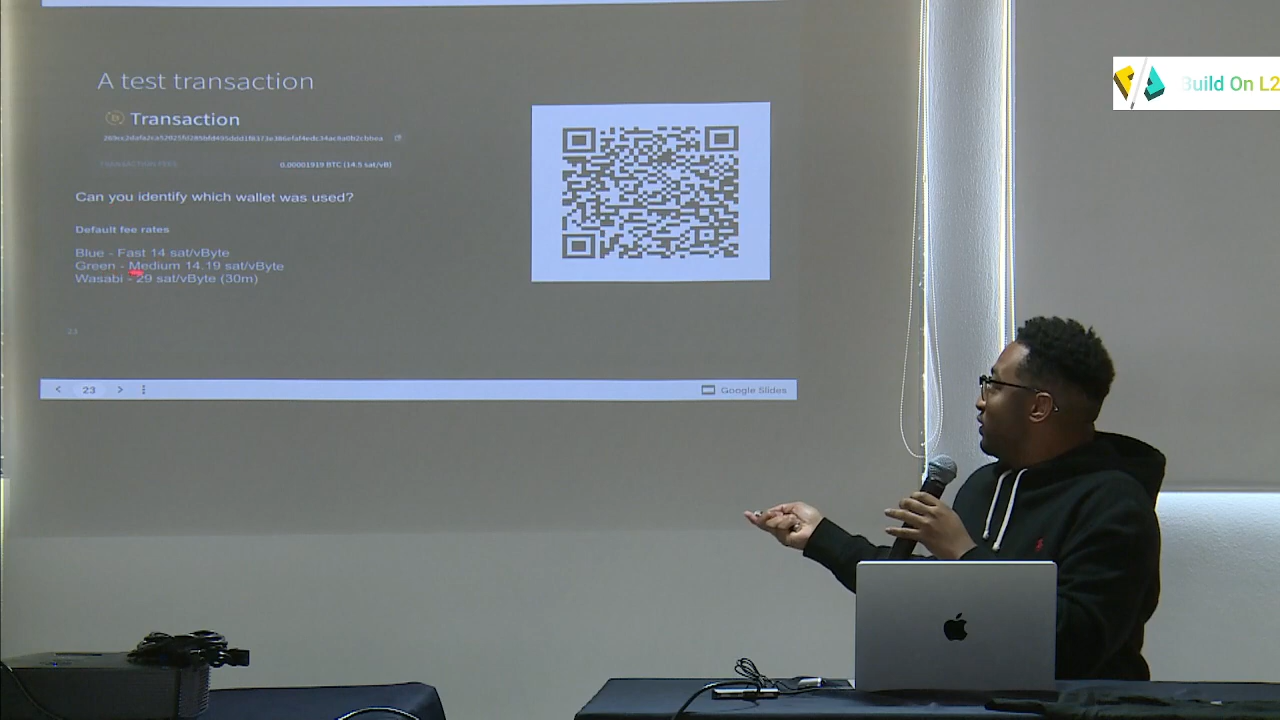 A test transaction
Transaction
0.00001919 BTC (14.5 sat/vB)
Can you identify which wallet was used?
Default fee rates
Blue - Fast 14 sat/vByte
Green - Medium 14.19 sat/vByte
Wasabi - 29 sat/vByte (30m)
23
23
Google Slides
Build On L2